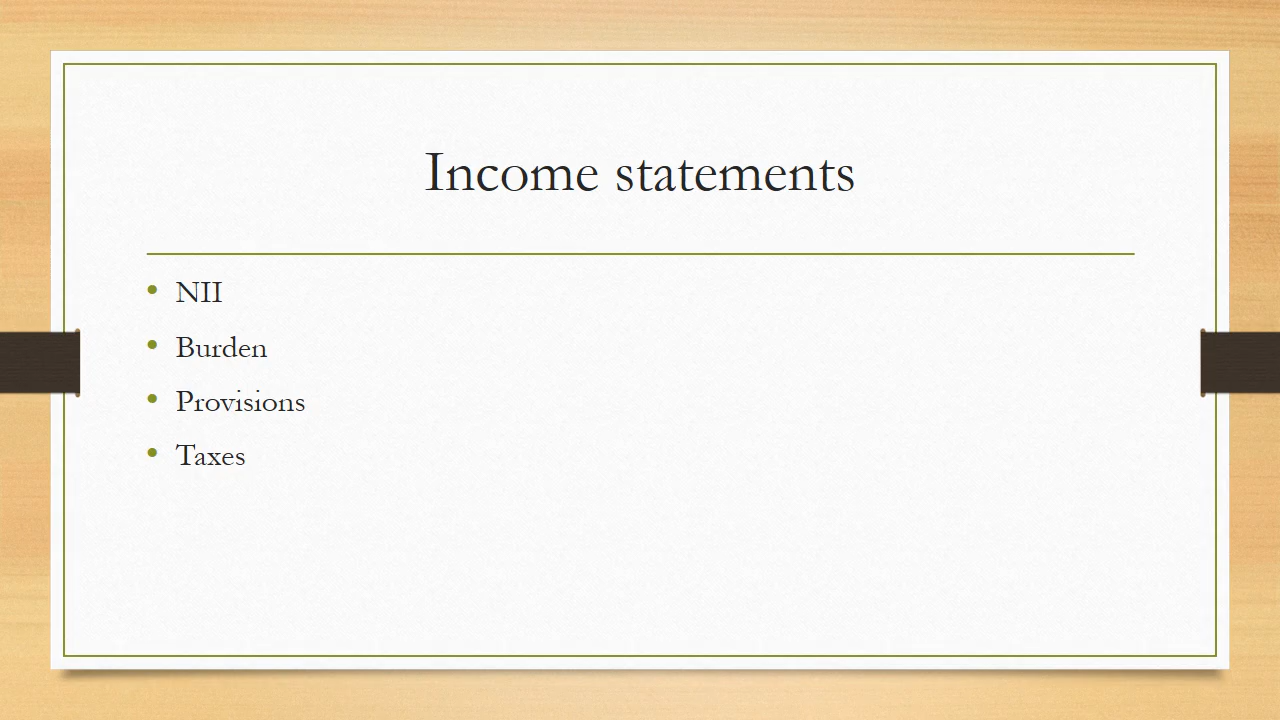 Income statements
• NII
• Burden
• Provisions
• Taxes